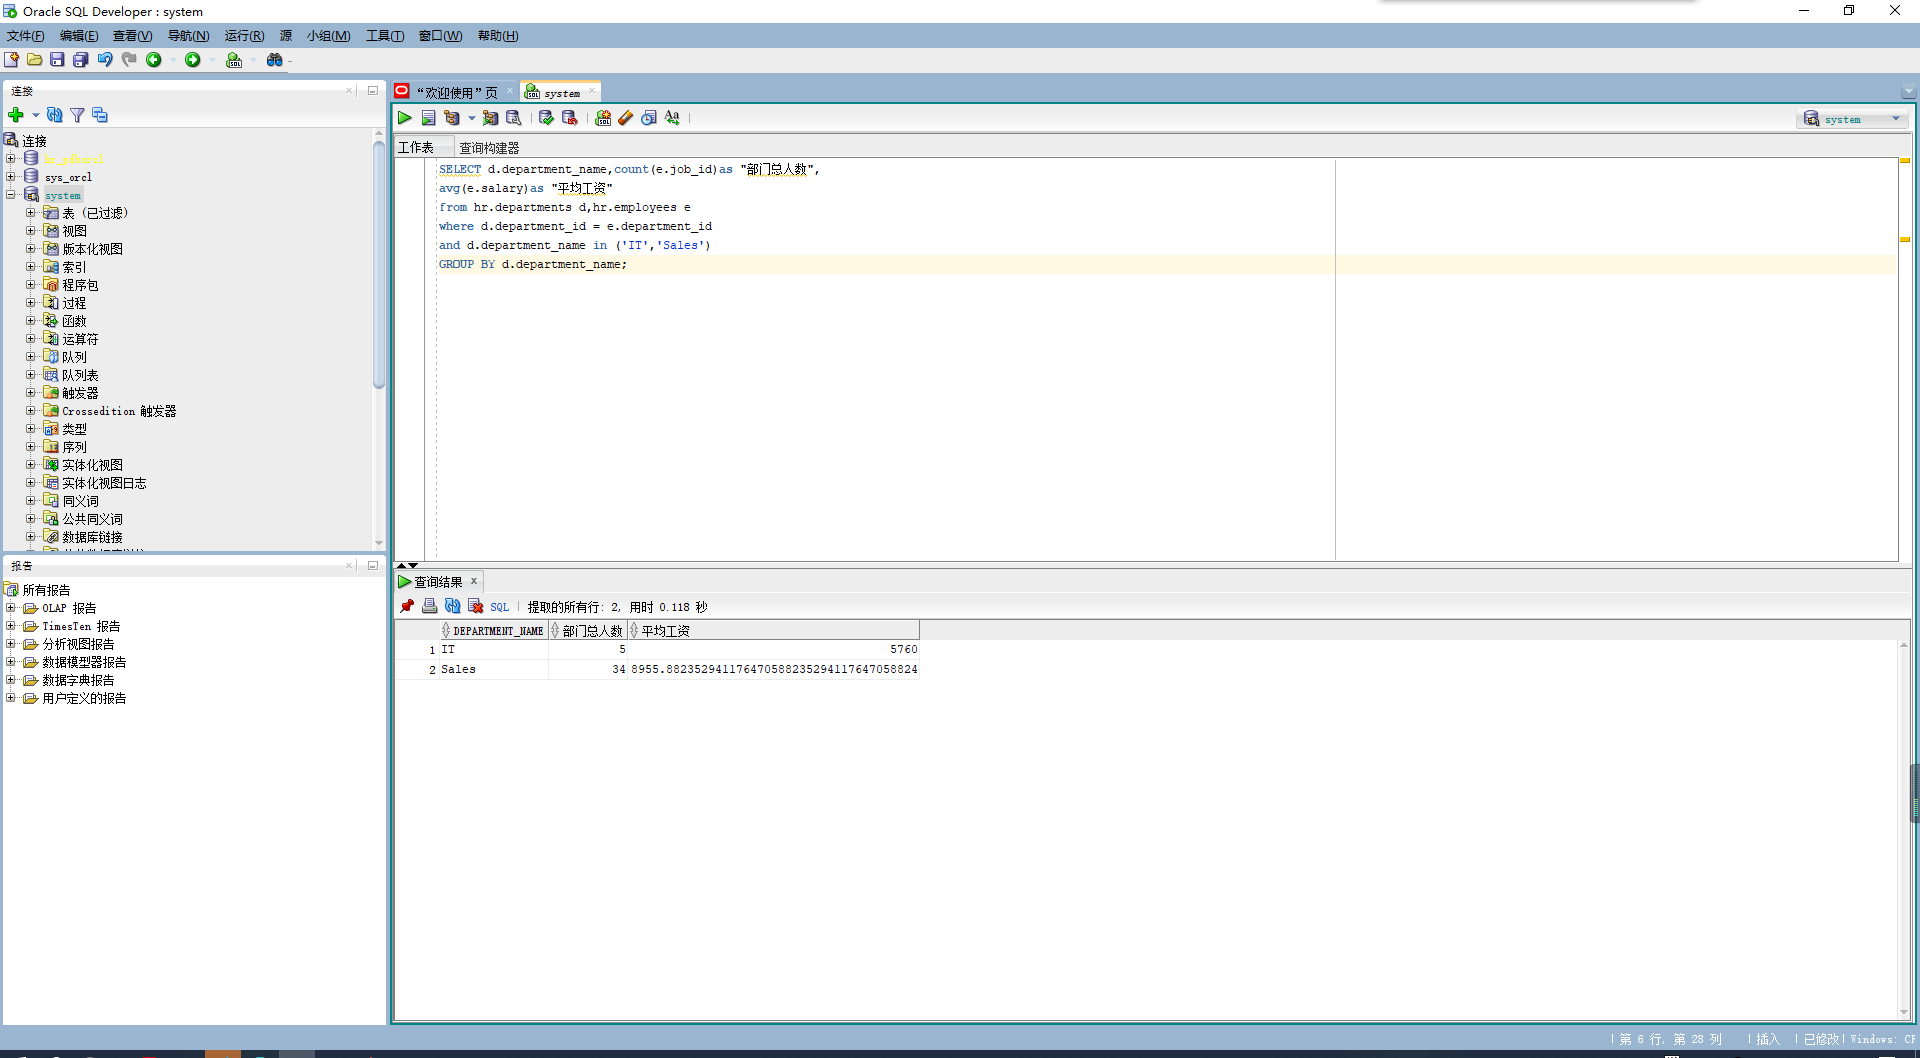 Oracle SQL Developer : system
文件(F) 编辑(E) 查看(V) 导航(N) 运行(R) 源 小组(M) 工具(T) 窗口(W) 帮助(H)
连接
连接
sys_orcl
system
表 (已过滤)
视图
版本化视图
索引
程序包
过程
函数
运算符
队列
队列表
触发器
Crossedition 触发器
类型
序列
实体化视图
实体化视图日志
同义词
公共同义词
数据库链接
报告
所有报告
OLAP 报告
TimesTen 报告
分析视图报告
数据模型器报告
数据字典报告
用户定义的报告
“欢迎使用”页 system
system
工作表 查询构建器
SELECT d.department_name,count(e.job_id)as "部门总人数",
avg(e.salary)as "平均工资"
from hr.departments d,hr.employees e
where d.department_id = e.department_id
and d.department_name in ('IT','Sales')
GROUP BY d.department_name;
查询结果
SQL 提取的所有行: 2, 用时 0.118 秒
DEPARTMENT_NAME 部门总人数 平均工资
1 IT 5 5760
2 Sales 34 8955.882352941176470588235294117647058824
第 6 行, 第 28 列 插入 已修改 Windows: CF